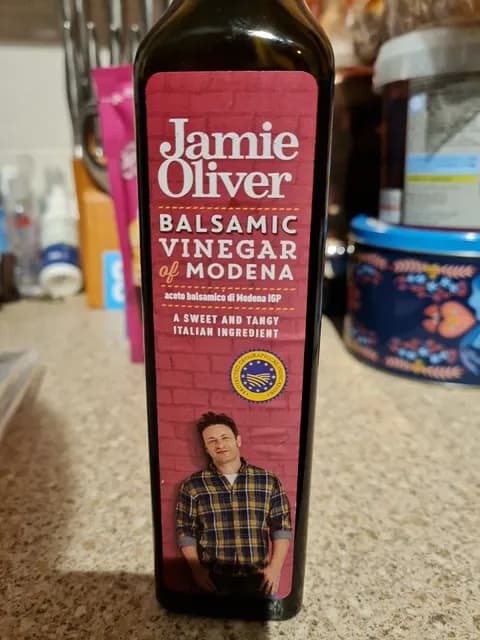 Jamie
Oliver
BALSAMIC
VINEGAR
of MODENA
aceto balsamico di Modena IGP
A SWEET AND TANGY
ITALIAN INGREDIENT